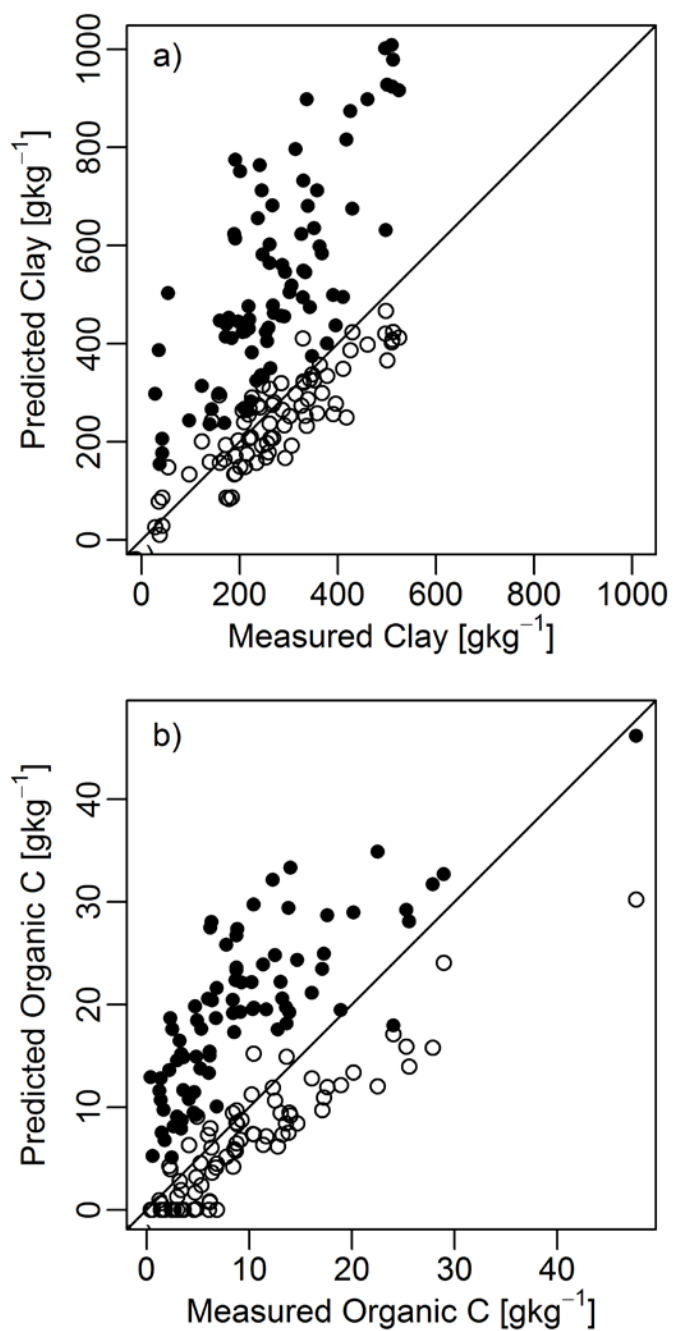 a)
1000
800
600
400
200
0
Predicted Clay [gkg⁻¹]
0 200 400 600 800 1000
Measured Clay [gkg⁻¹]
b)
40
30
20
10
0
Predicted Organic C [gkg⁻¹]
0 10 20 30 40
Measured Organic C [gkg⁻¹]